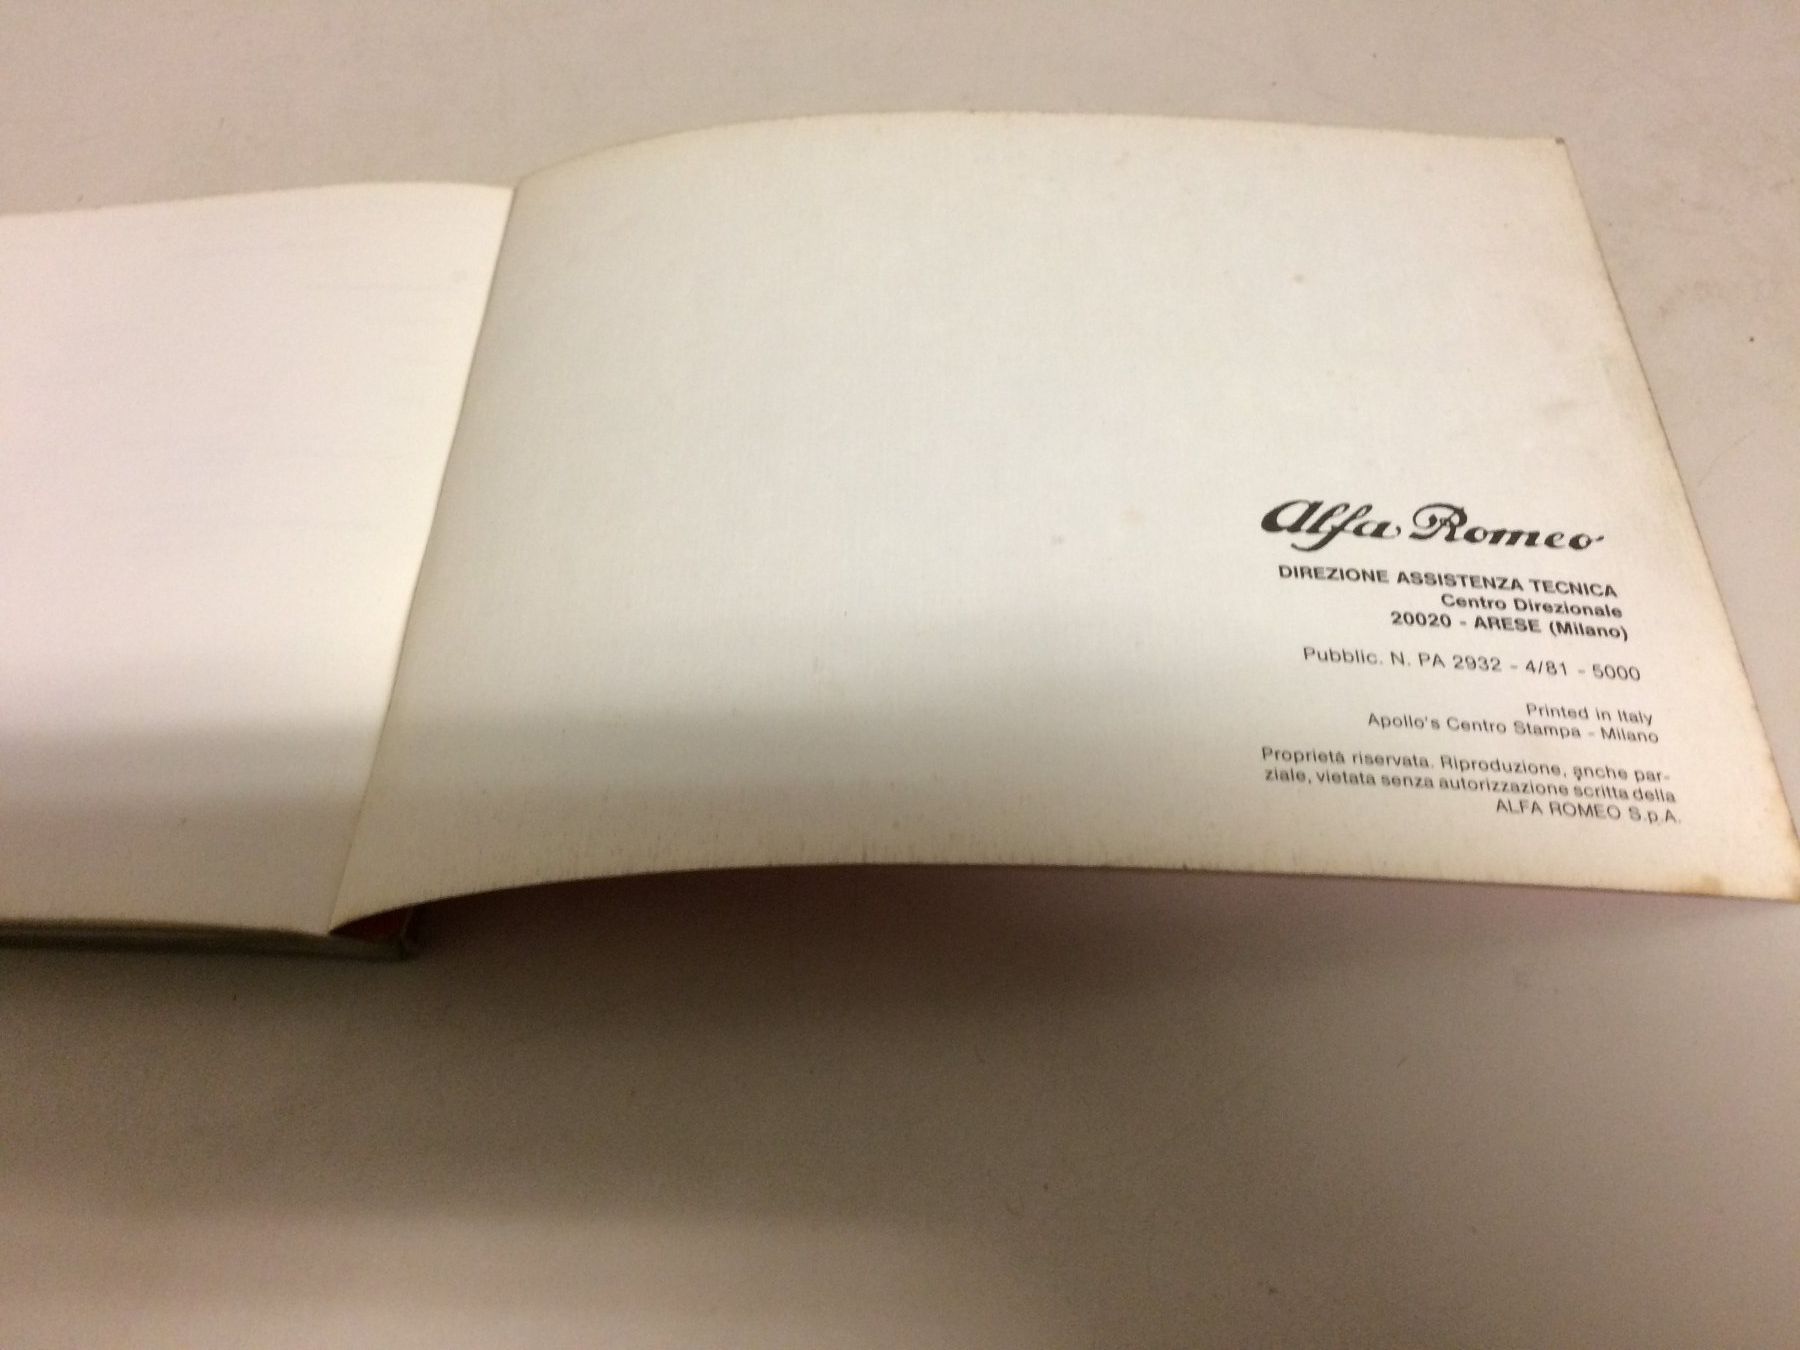 Alfa Romeo
DIREZIONE ASSISTENZA TECNICA
Centro Direzionale
20020 - ARESE (Milano)
Pubblic. N. PA 2932 - 4/81 - 5000
Printed in Italy
Apollo's Centro Stampa - Milano
Proprietà riservata. Riproduzione, anche par-
ziale, vietata senza autorizzazione scritta della
ALFA ROMEO S.p.A.